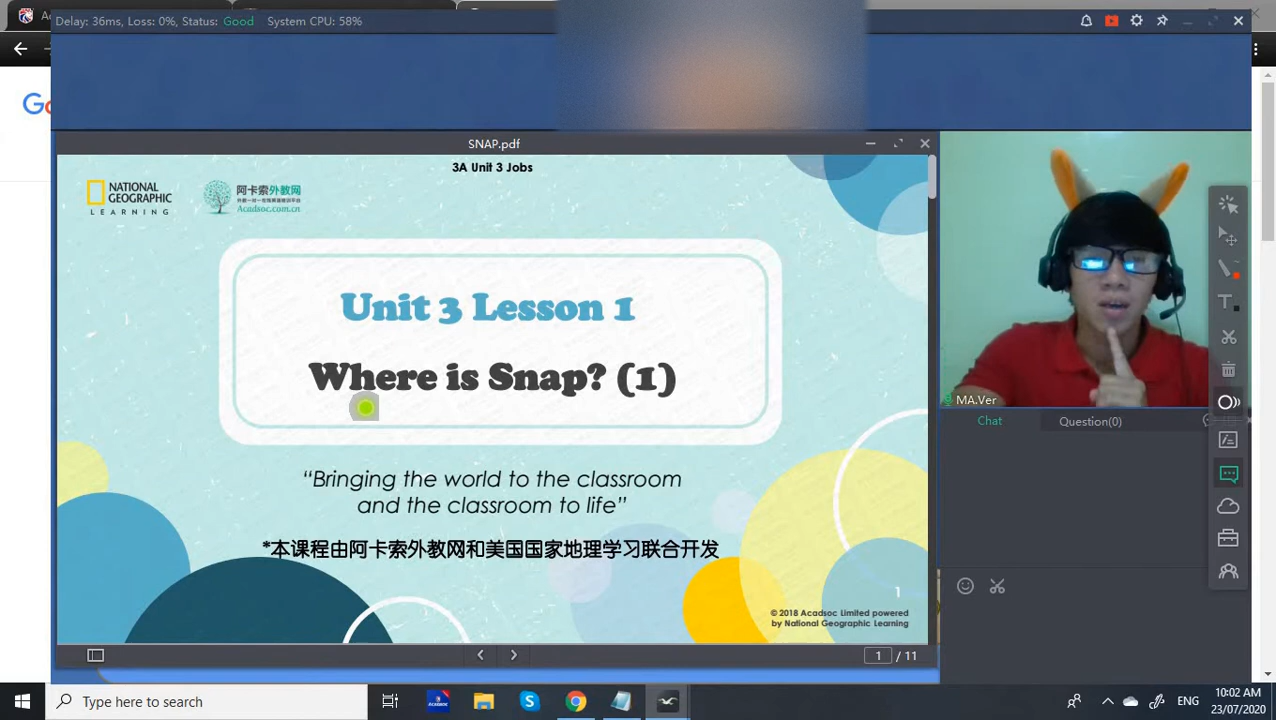 Delay: 36ms, Loss: 0%, Status: Good System CPU: 58%
SNAP.pdf
3A Unit 3 Jobs
NATIONAL
GEOGRAPHIC
LEARNING
阿卡索外教网
Acadsoc.com.cn
Unit 3 Lesson 1
Where is Snap? (1)
“Bringing the world to the classroom
and the classroom to life”
*本课程由阿卡索外教网和美国国家地理学习联合开发
1
© 2018 Acadsoc Limited powered
by National Geographic Learning
1 / 11
MA.Ver
Chat Question(0)
Type here to search
ACADSOC
ENG
10:02 AM
23/07/2020